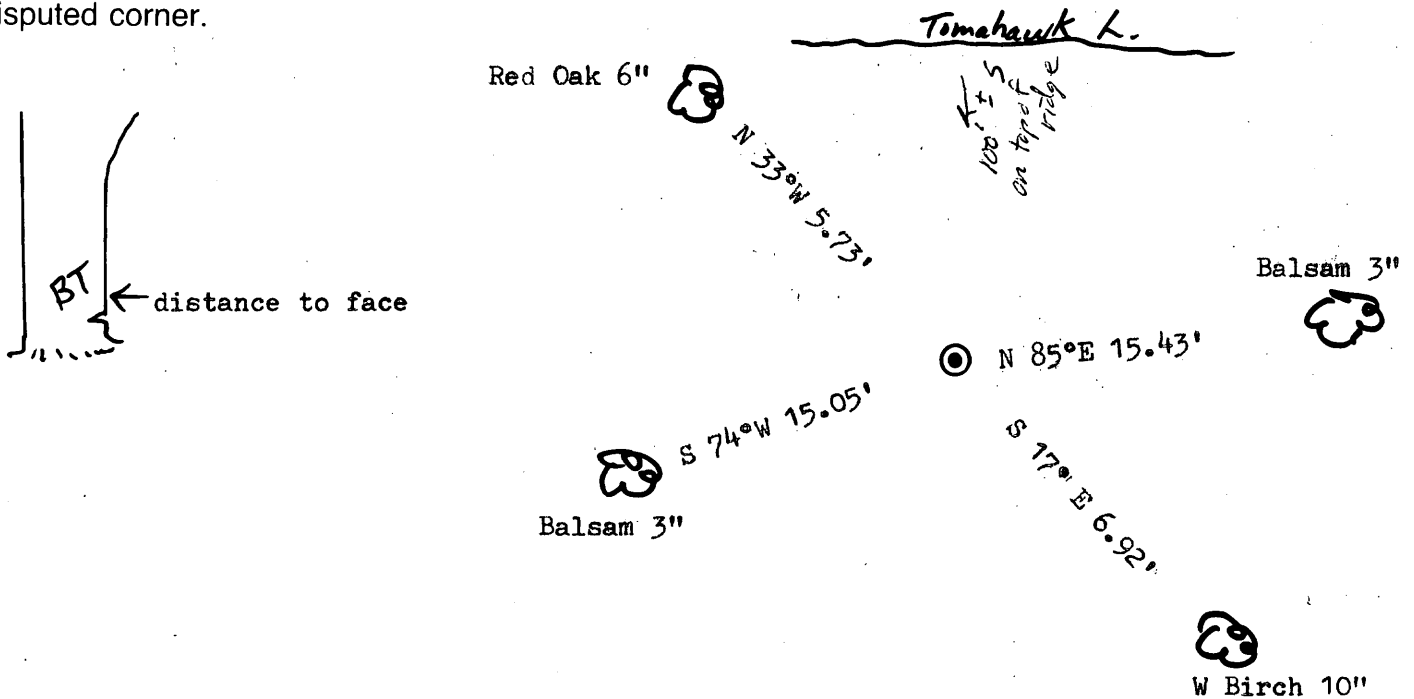 isputed corner.
Tomahawk L.
Red Oak 6"
100' ± S
on top of
ridge
N 33°W 5.73'
Balsam 3"
BT
distance to face
N 85°E 15.43'
S 74°W 15.05'
S 17° E 6.92'
Balsam 3"
W Birch 10"